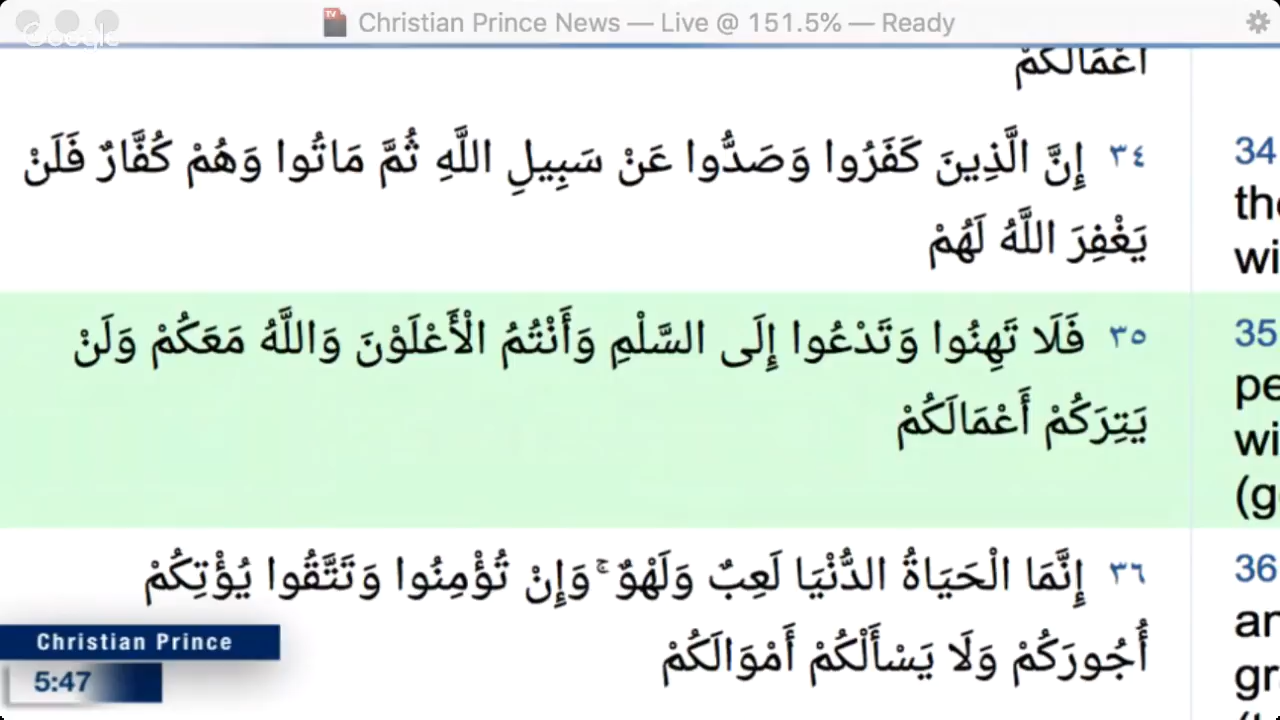 Google
Christian Prince News — Live @ 151.5% — Ready
أَعْمَالَكُمْ
٣٤ إِنَّ الَّذِينَ كَفَرُوا وَصَدُّوا عَنْ سَبِيلِ اللَّهِ ثُمَّ مَاتُوا وَهُمْ كُفَّارٌ فَلَنْ
يَغْفِرَ اللَّهُ لَهُمْ
٣٥ فَلَا تَهِنُوا وَتَدْعُوا إِلَى السَّلْمِ وَأَنْتُمُ الْأَعْلَوْنَ وَاللَّهُ مَعَكُمْ وَلَنْ
يَتِرَكُمْ أَعْمَالَكُمْ
٣٦ إِنَّمَا الْحَيَاةُ الدُّنْيَا لَعِبٌ وَلَهْوٌ ۚ وَإِنْ تُؤْمِنُوا وَتَتَّقُوا يُؤْتِكُمْ
أُجُورَكُمْ وَلَا يَسْأَلْكُمْ أَمْوَالَكُمْ
34
35
36
Christian Prince
5:47